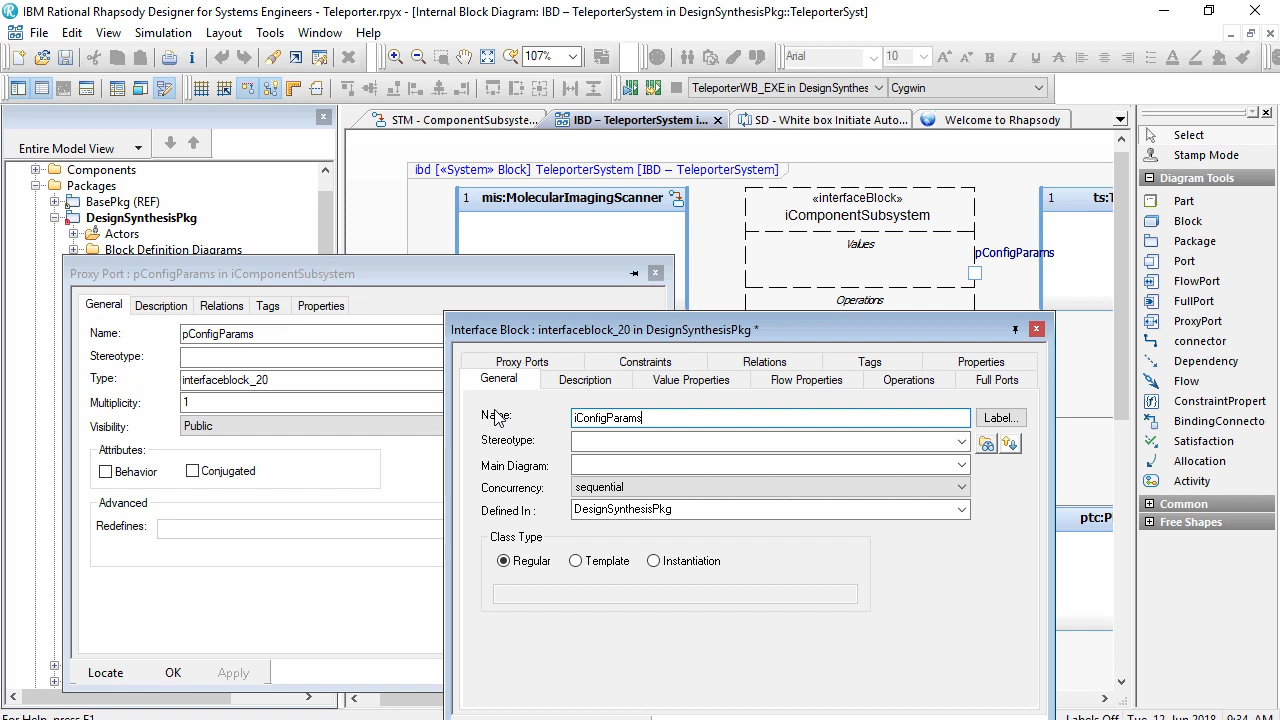 IBM Rational Rhapsody Designer for Systems Engineers - Teleporter.rpyx - [Internal Block Diagram: IBD – TeleporterSystem in DesignSynthesisPkg::TeleporterSyst]
File Edit View Simulation Layout Tools Window Help
107% Arial 10
TeleporterWB_EXE in DesignSynthes Cygwin
STM - ComponentSubsyste... IBD – TeleporterSystem i... SD - White box Initiate Auto... Welcome to Rhapsody
Entire Model View
Components
Packages
BasePkg (REF)
DesignSynthesisPkg
Actors
Block Definition Diagrams
ibd [«System» Block] TeleporterSystem [IBD – TeleporterSystem]
1 mis:MolecularImagingScanner
«interfaceBlock»
iComponentSubsystem
Values
Operations
pConfigParams
1 ts:T
ptc:P
Select
Stamp Mode
Diagram Tools
Part
Block
Package
Port
FlowPort
FullPort
ProxyPort
connector
Dependency
Flow
ConstraintProperty
BindingConnecto
Satisfaction
Allocation
Activity
Common
Free Shapes
Proxy Port : pConfigParams in iComponentSubsystem
General Description Relations Tags Properties
Name: pConfigParams
Stereotype:
Type: interfaceblock_20
Multiplicity: 1
Visibility: Public
Attributes:
Behavior Conjugated
Advanced
Redefines:
Locate OK Apply
Interface Block : interfaceblock_20 in DesignSynthesisPkg *
Proxy Ports Constraints Relations Tags Properties
General Description Value Properties Flow Properties Operations Full Ports
Name: iConfigParams Label...
Stereotype:
Main Diagram:
Concurrency: sequential
Defined In : DesignSynthesisPkg
Class Type
Regular Template Instantiation
For Help, press F1 Labels Off Tue, 12, Jun 2018 9:34 AM